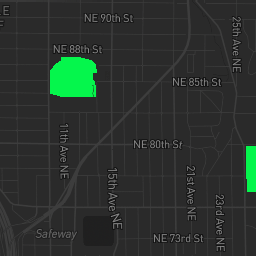 NE 90th St
25th Ave NE
NE 88th St
NE 85th St
11th Ave NE
NE 80th St
15th Ave NE
21st Ave NE
23rd Ave NE
Safeway
NE 73rd St